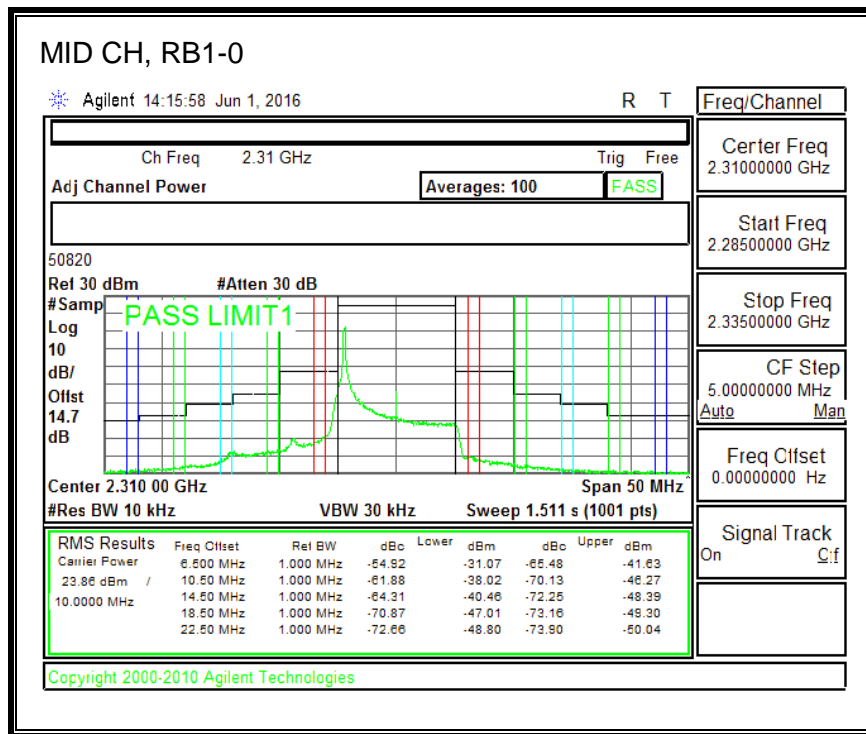 MID CH, RB1-0
Agilent 14:15:58 Jun 1, 2016 R T
Ch Freq 2.31 GHz Trig Free
Adj Channel Power Averages: 100 PASS
50820
Ref 30 dBm #Atten 30 dB
#Samp
Log
10
dB/
Offst
14.7
dB
PASS LIMIT1
Center 2.310 00 GHz Span 50 MHz
#Res BW 10 kHz VBW 30 kHz Sweep 1.511 s (1001 pts)
RMS Results Freq Offset Ref BW dBc Lower dBm dBc Upper dBm
Carrier Power 6.500 MHz 1.000 MHz -54.92 -31.07 -65.48 -41.63
23.86 dBm / 10.50 MHz 1.000 MHz -61.88 -38.02 -70.13 -46.27
10.0000 MHz 14.50 MHz 1.000 MHz -64.31 -40.46 -72.25 -48.39
18.50 MHz 1.000 MHz -70.87 -47.01 -73.16 -49.30
22.50 MHz 1.000 MHz -72.66 -48.80 -73.90 -50.04
Copyright 2000-2010 Agilent Technologies
Freq/Channel
Center Freq
2.31000000 GHz
Start Freq
2.28500000 GHz
Stop Freq
2.33500000 GHz
CF Step
5.00000000 MHz
Auto Man
Freq Offset
0.00000000 Hz
Signal Track
On Off